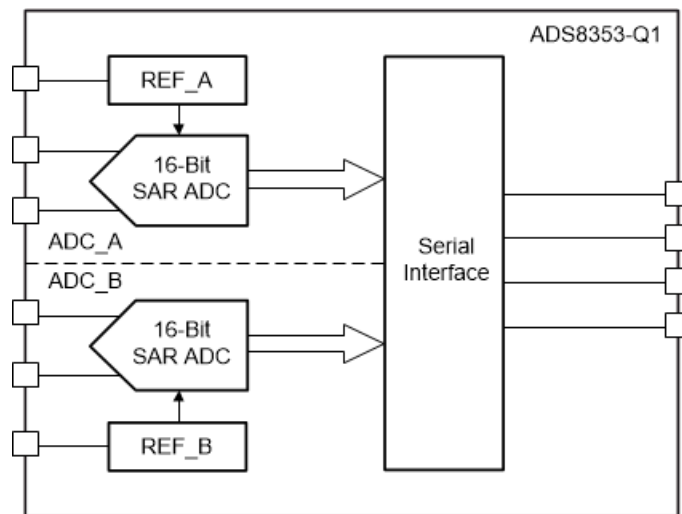 ADS8353-Q1
REF_A
16-Bit
SAR ADC
ADC_A
ADC_B
16-Bit
SAR ADC
REF_B
Serial
Interface